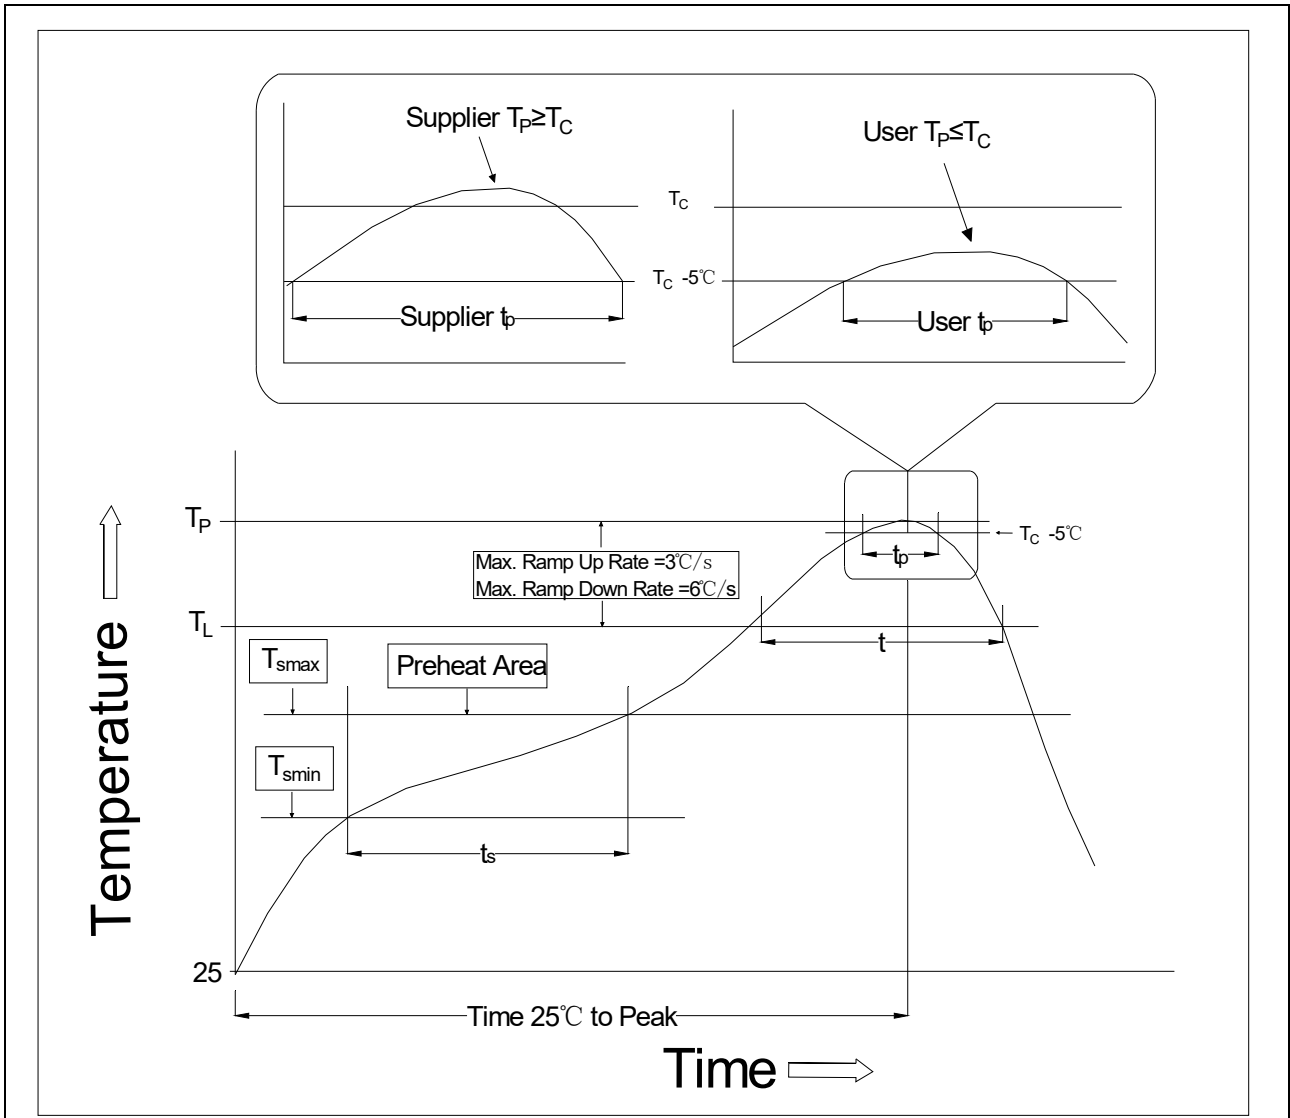 Supplier TP≥TC
User TP≤TC
TC
TC -5℃
Supplier tp
User tp
TP
TC -5℃
tp
Max. Ramp Up Rate =3℃/s
Max. Ramp Down Rate =6℃/s
TL
t
Tsmax
Preheat Area
Tsmin
ts
Temperature
25
Time 25℃ to Peak
Time